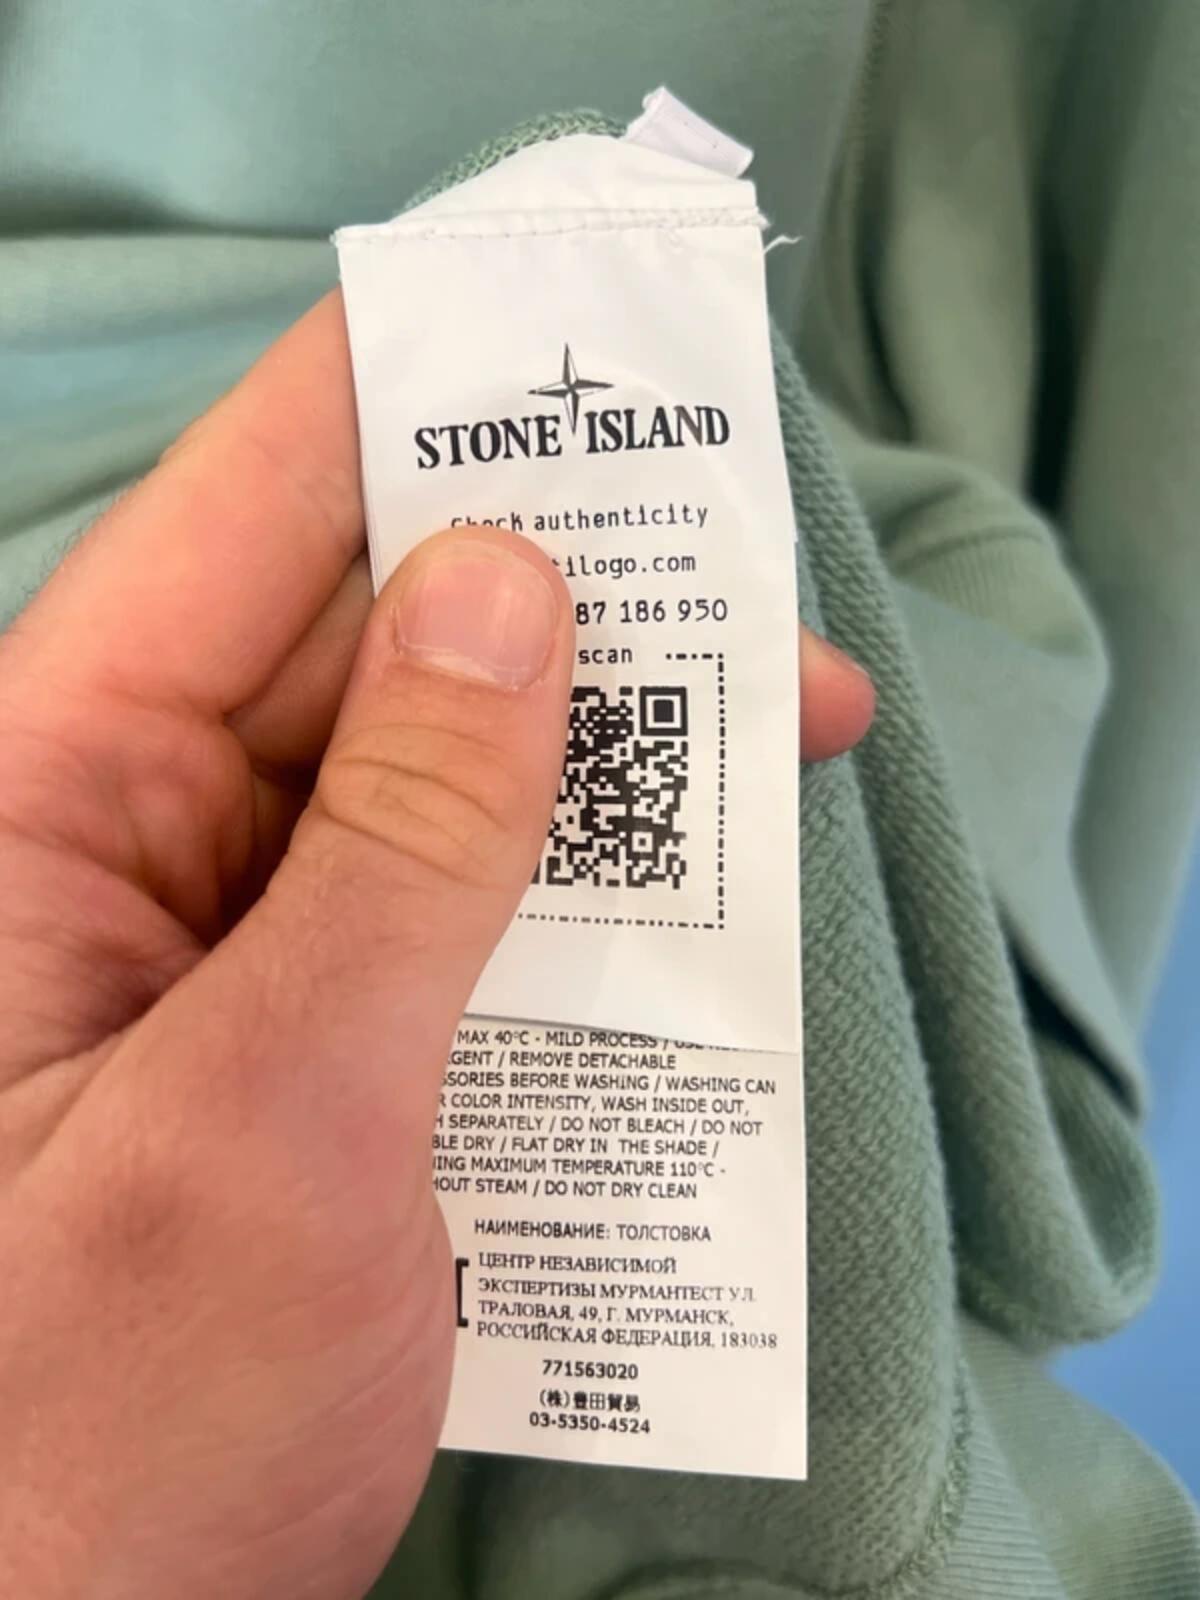 STONE ISLAND
Check authenticity
tilogo.com
87 186 950
scan
MAX 40°C - MILD PROCESS /
RGENT / REMOVE DETACHABLE
SSORIES BEFORE WASHING / WASHING CAN
R COLOR INTENSITY, WASH INSIDE OUT,
H SEPARATELY / DO NOT BLEACH / DO NOT
BLE DRY / FLAT DRY IN THE SHADE /
ING MAXIMUM TEMPERATURE 110°C -
HOUT STEAM / DO NOT DRY CLEAN
НАИМЕНОВАНИЕ: ТОЛСТОВКА
ЦЕНТР НЕЗАВИСИМОЙ
ЭКСПЕРТИЗЫ МУРМАНТЕСТ УЛ.
ТРАЛОВАЯ, 49, Г. МУРМАНСК,
РОССИЙСКАЯ ФЕДЕРАЦИЯ, 183038
771563020
(株)豊田貿易
03-5350-4524